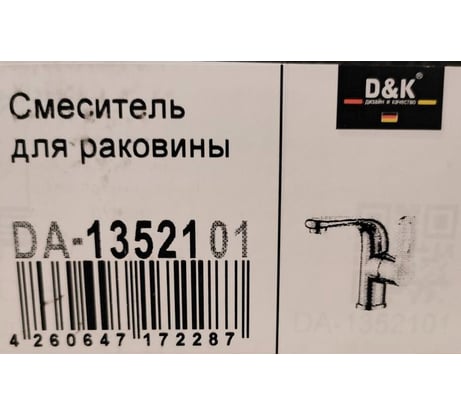 D&K®
дизайн и качество
Смеситель
для раковины
DA-1352101
4 260647 172287
DA-1352101